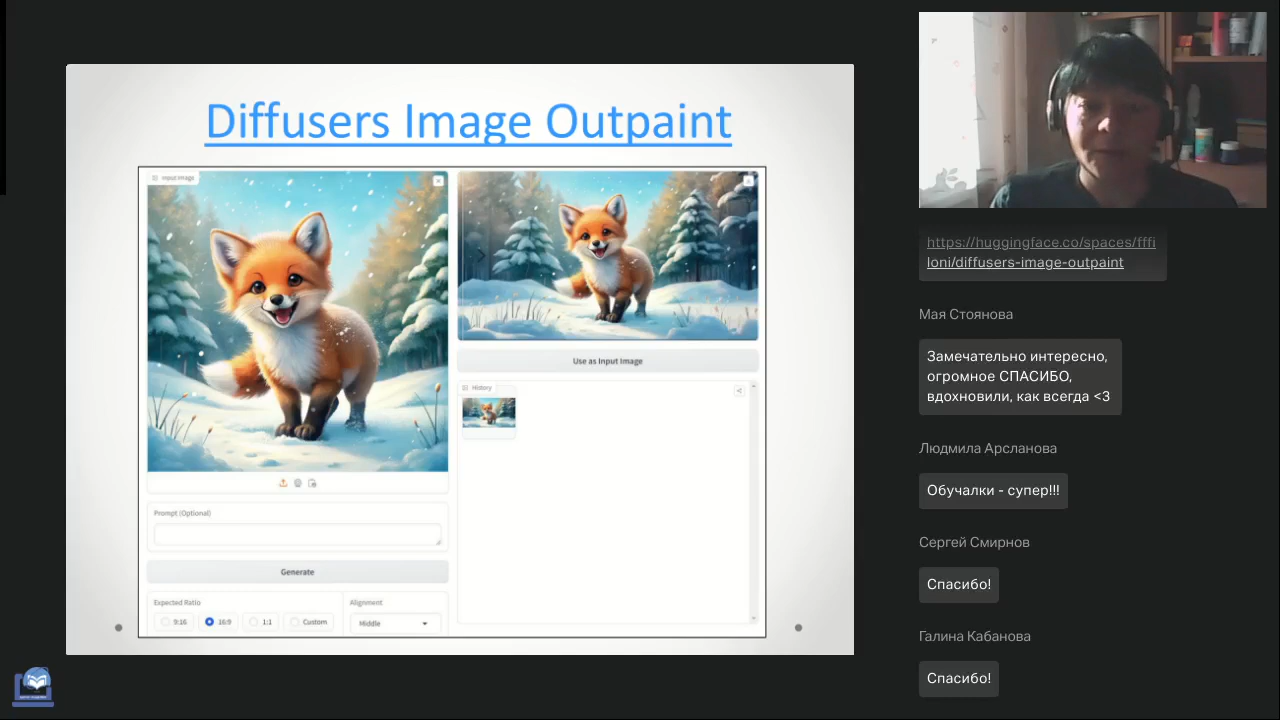 Diffusers Image Outpaint
Input Image
Use as Input Image
History
Prompt (Optional)
Generate
Expected Ratio
9:16
16:9
1:1
Custom
Alignment
Middle
https://huggingface.co/spaces/fffi
loni/diffusers-image-outpaint
Мая Стоянова
Замечательно интересно,
огромное СПАСИБО,
вдохновили, как всегда <3
Людмила Арсланова
Обучалки - супер!!!
Сергей Смирнов
Спасибо!
Галина Кабанова
Спасибо!